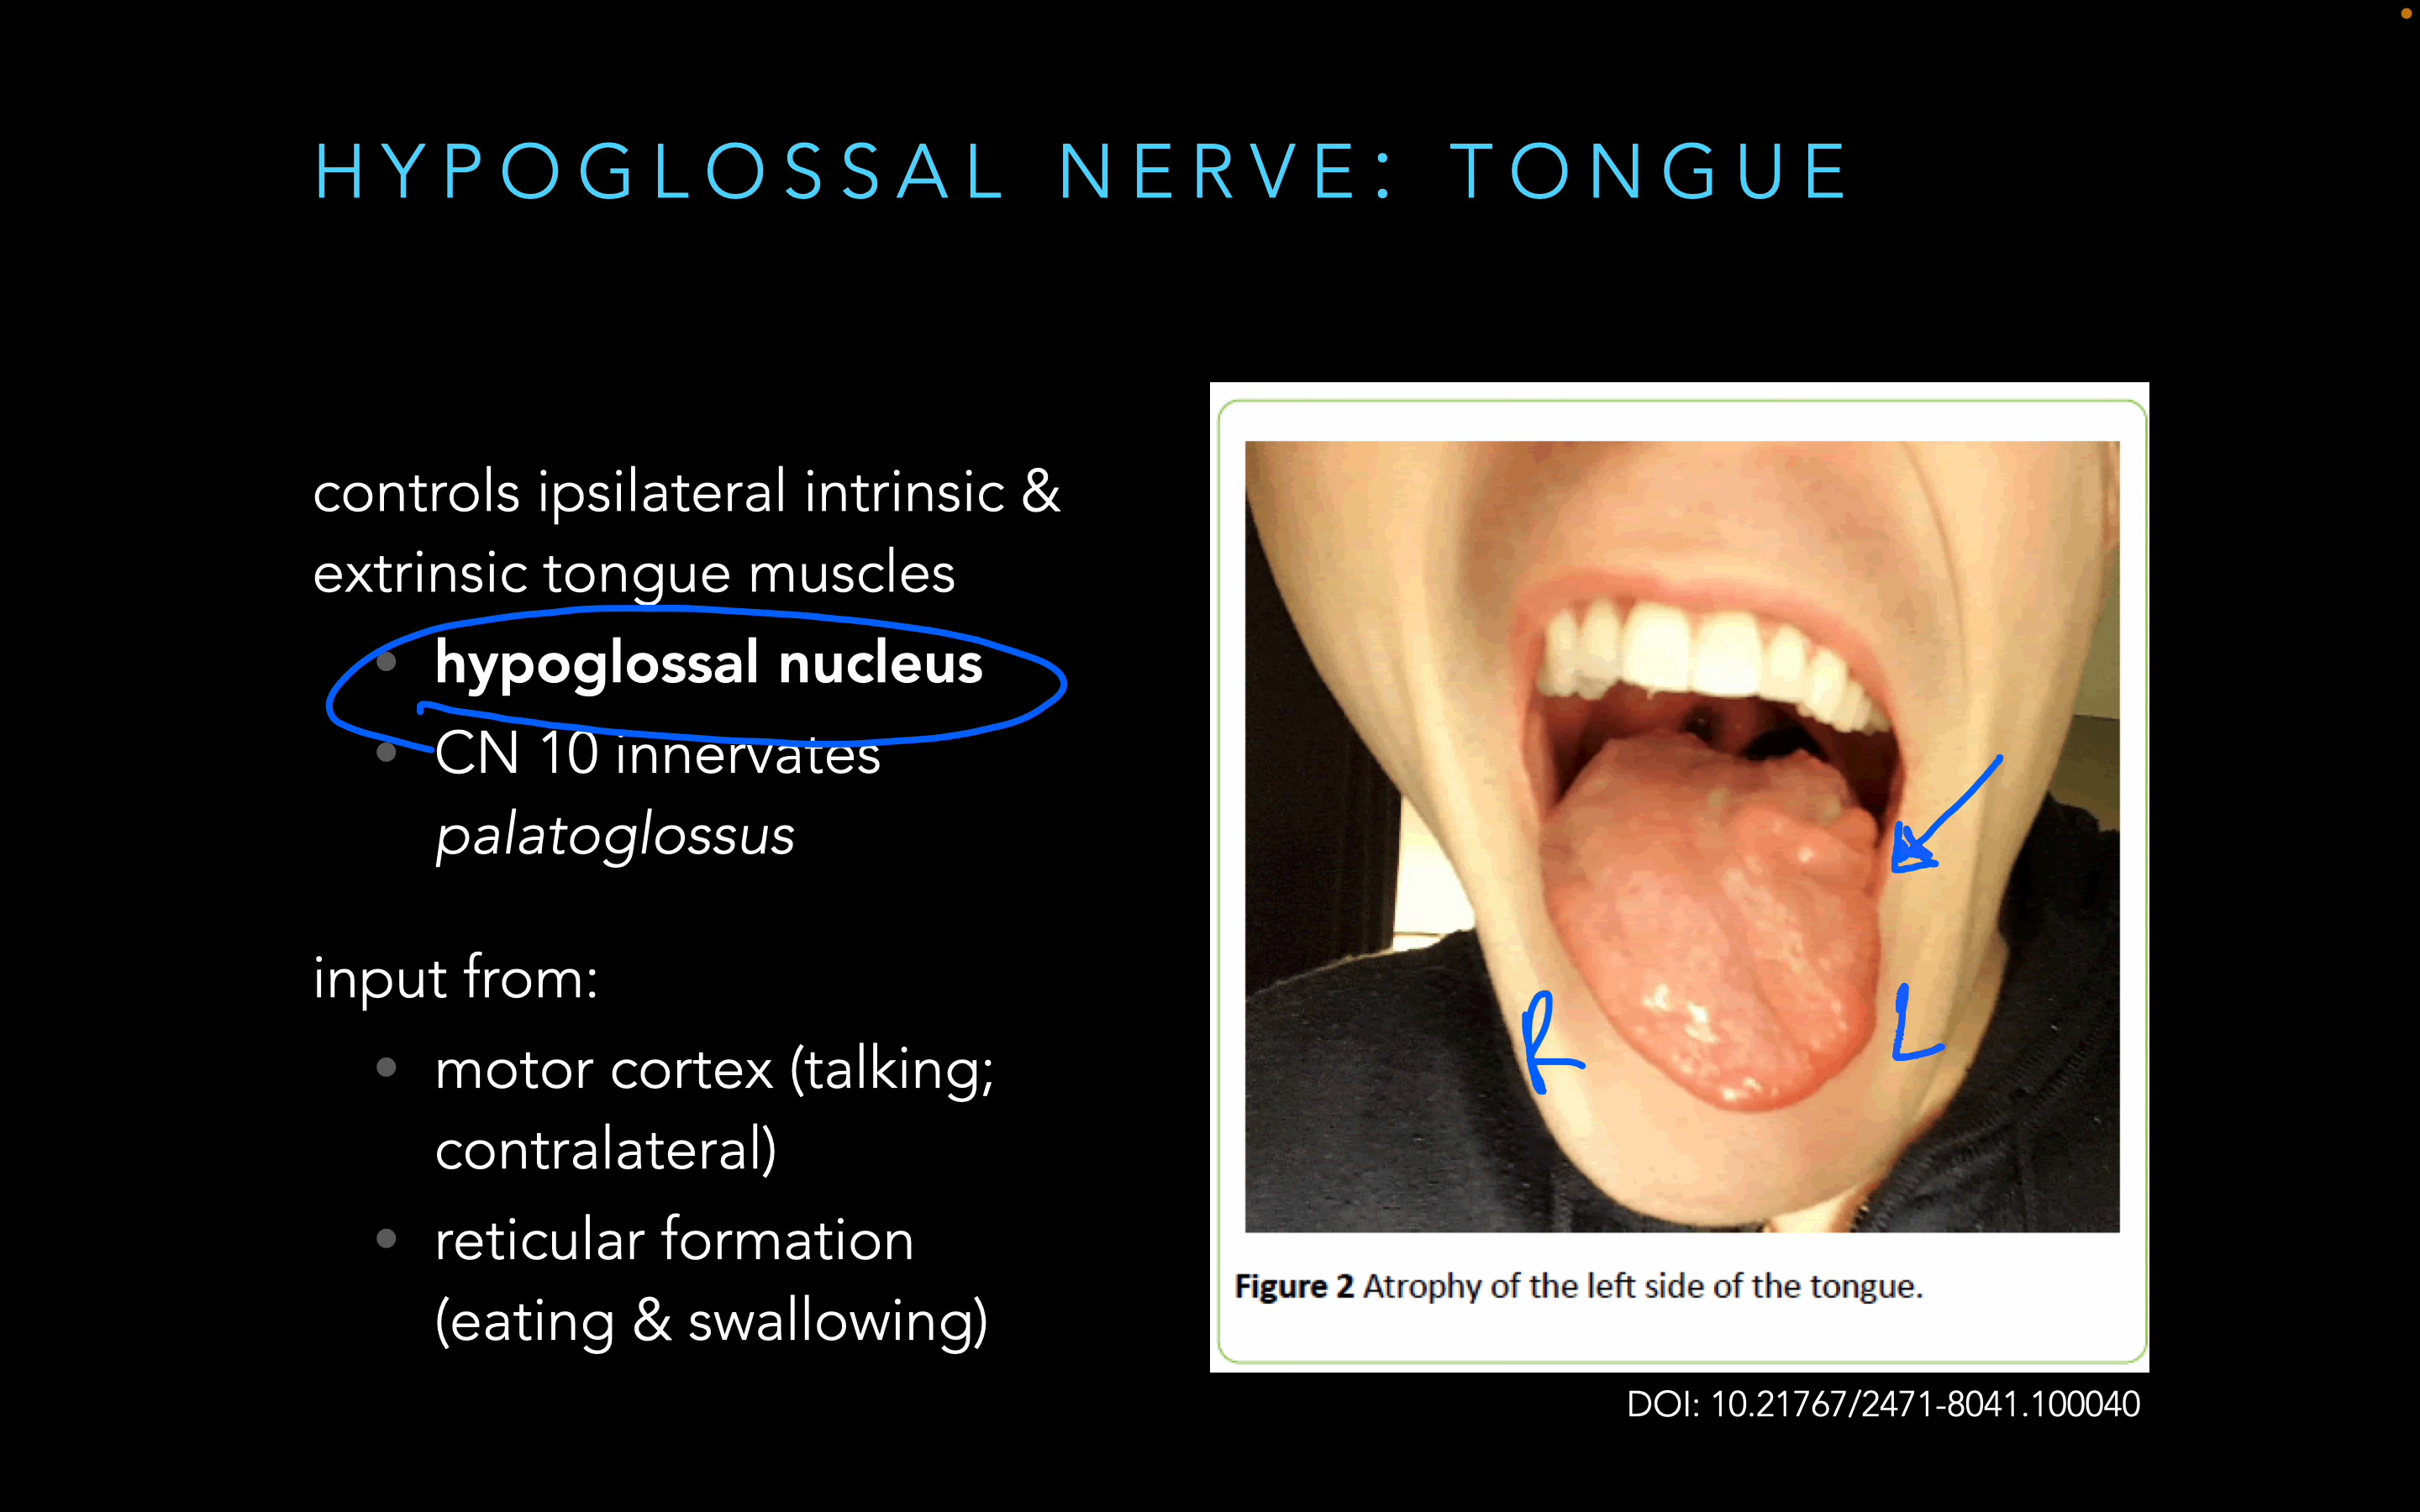 HYPOGLOSSAL NERVE: TONGUE
controls ipsilateral intrinsic &
extrinsic tongue muscles
• hypoglossal nucleus
• CN 10 innervates
palatoglossus
input from:
• motor cortex (talking;
contralateral)
• reticular formation
(eating & swallowing)
R
L
Figure 2 Atrophy of the left side of the tongue.
DOI: 10.21767/2471-8041.100040